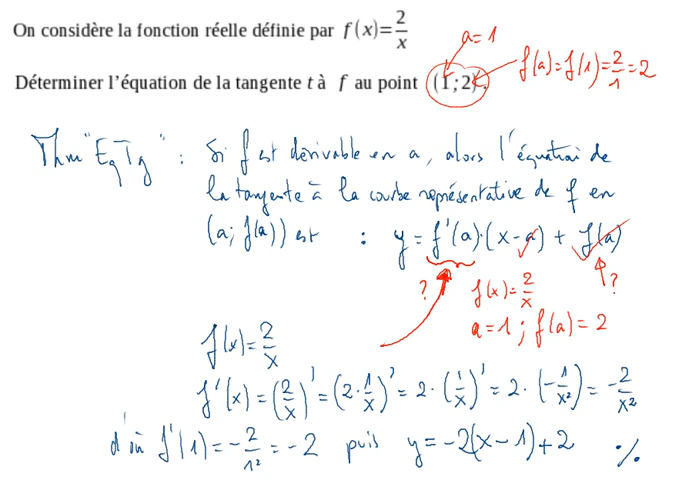 On considère la fonction réelle définie par f(x)=2/x
a=1
Déterminer l'équation de la tangente t à f au point (1;2).
f(a)=f(1)=2/1=2
Thm "EqTg" : Si f est dérivable en a, alors l'équation de
la tangente à la courbe représentative de f en
(a; f(a)) est : y = f'(a)·(x-a) + f(a)
? ?
f(x)=2/x
a=1 ; f(a)=2
f(x)=2/x
f'(x)=(2/x)'=(2·1/x)'=2·(1/x)'=2·(-1/x²)=-2/x²
d'où f'(1)=-2/1²=-2 puis y=-2(x-1)+2 ·/.